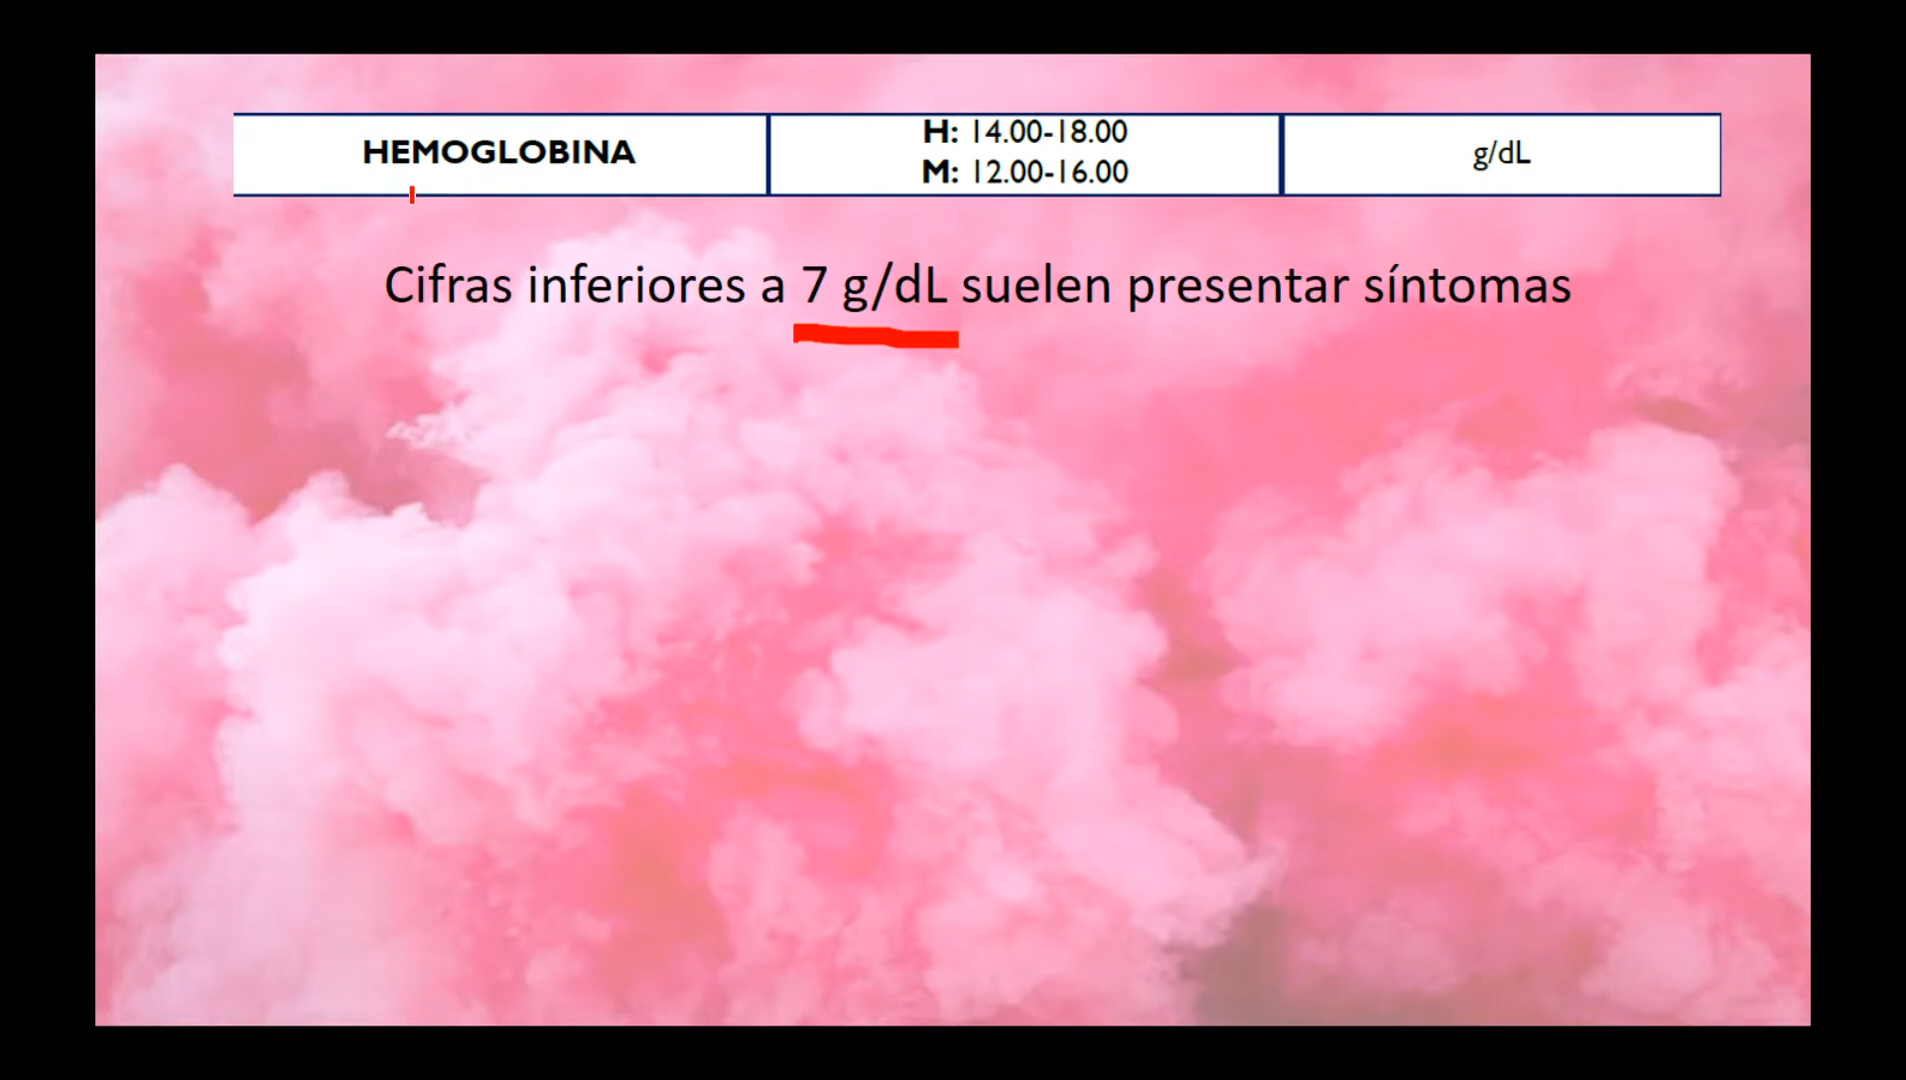 HEMOGLOBINA
H: 14.00-18.00
M: 12.00-16.00
g/dL
Cifras inferiores a 7 g/dL suelen presentar síntomas